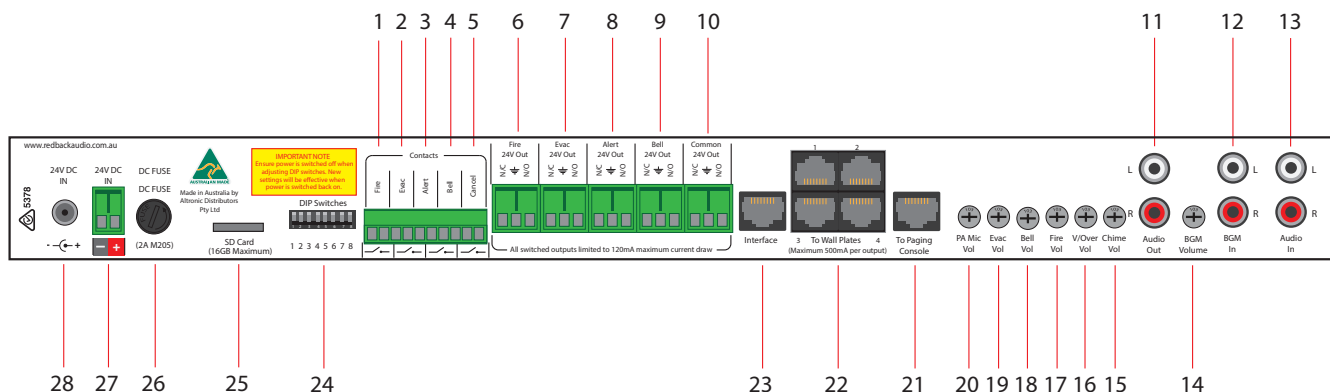 1 2 3 4 5 6 7 8 9 10 11 12 13
www.redbackaudio.com.au
5378
24V DC
IN
24V DC
IN
DC FUSE
DC FUSE
(2A M205)
AUSTRALIAN MADE
Made in Australia by
Altronic Distributors
Pty Ltd
SD Card
(16GB Maximum)
IMPORTANT NOTE
Ensure power is switched off when
adjusting DIP switches. New
settings will be effective when
power is switched back on.
DIP Switches
1 2 3 4 5 6 7 8
Contacts
Fire
Evac
Alert
Bell
Cancel
Fire
24V Out
N.C
N/O
Evac
24V Out
N.C
N/O
Alert
24V Out
N.C
N/O
Bell
24V Out
N.C
N/O
Common
24V Out
N.C
N/O
All switched outputs limited to 120mA maximum current draw
Interface
1 2
3 To Wall Plates 4
(Maximum 500mA per output)
To Paging
Console
PA Mic
Vol
Evac
Vol
Bell
Vol
Fire
Vol
V/Over
Vol
Chime
Vol
L
R
Audio
Out
BGM
Volume
L
R
BGM
In
L
R
Audio
In
- +
- +
28 27 26 25 24 23 22 21 20 19 18 17 16 15 14